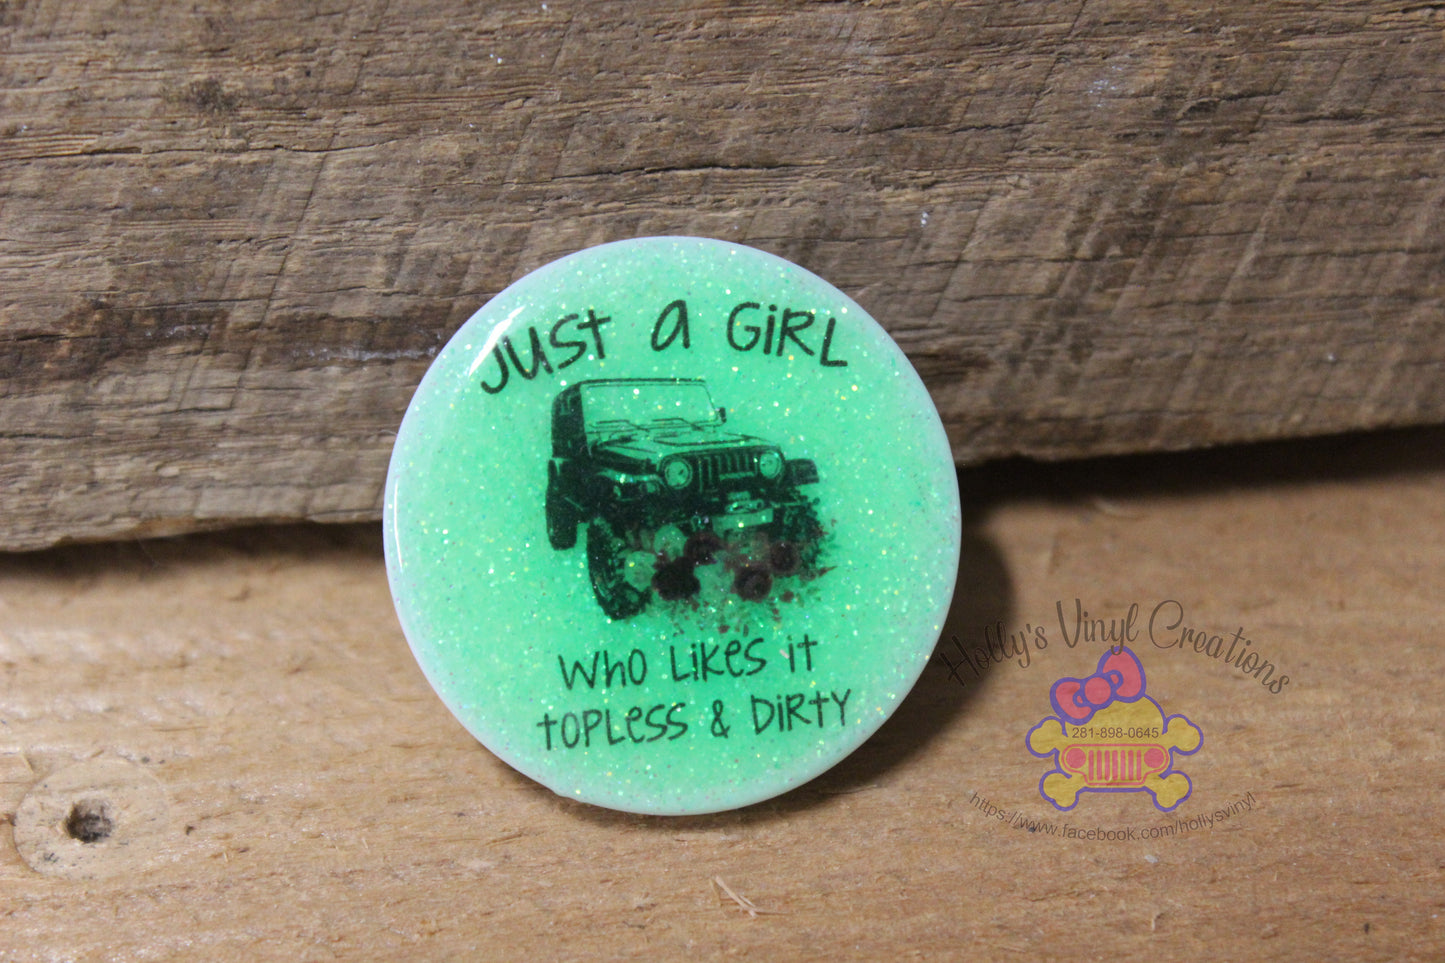 JUST a GiRL
WHO LiKeS iT
TOPLeSS & DiRTY
Holly's Vinyl Creations
281-898-0645
https://www.facebook.com/hollysvinyl